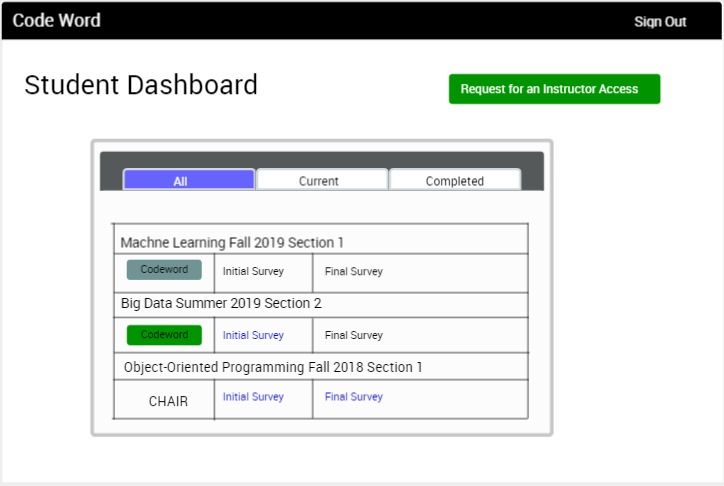 Code Word
Sign Out
Student Dashboard
Request for an Instructor Access
All
Current
Completed
Machne Learning Fall 2019 Section 1
Codeword
Initial Survey
Final Survey
Big Data Summer 2019 Section 2
Codeword
Initial Survey
Final Survey
Object-Oriented Programming Fall 2018 Section 1
CHAIR
Initial Survey
Final Survey